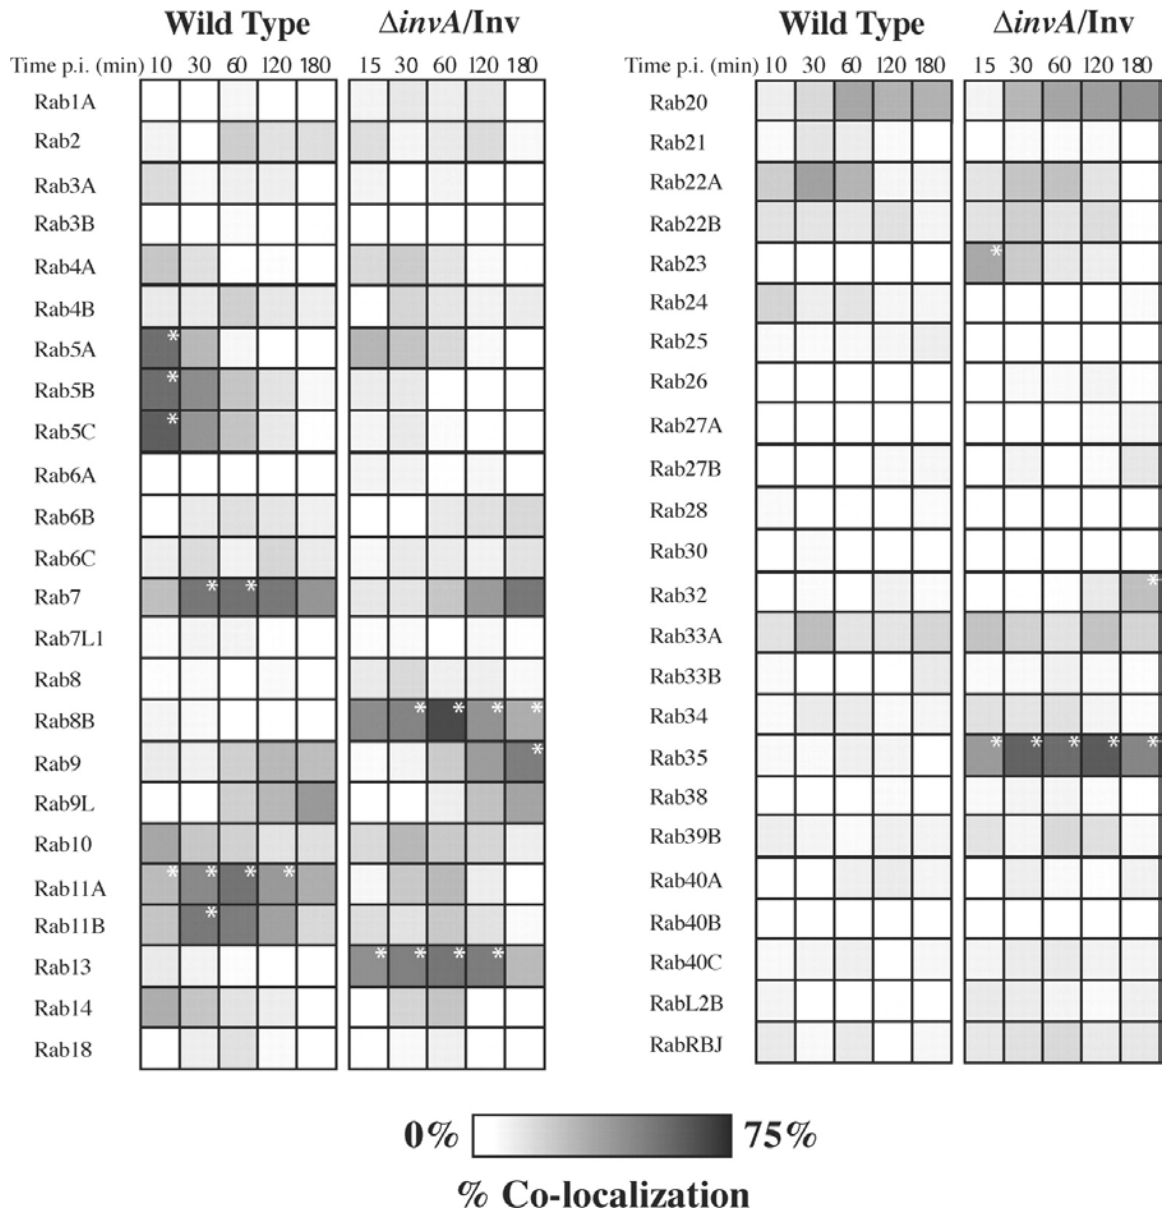 Wild Type ΔinvA/Inv
Time p.i. (min) 10 30 60 120 180 15 30 60 120 180
Rab1A
Rab2
Rab3A
Rab3B
Rab4A
Rab4B
Rab5A *
Rab5B *
Rab5C *
Rab6A
Rab6B
Rab6C
Rab7 * *
Rab7L1
Rab8
Rab8B * * * *
Rab9 *
Rab9L
Rab10
Rab11A * * * *
Rab11B *
Rab13 * * * *
Rab14
Rab18
Wild Type ΔinvA/Inv
Time p.i. (min) 10 30 60 120 180 15 30 60 120 180
Rab20
Rab21
Rab22A
Rab22B
Rab23 *
Rab24
Rab25
Rab26
Rab27A
Rab27B
Rab28
Rab30
Rab32 *
Rab33A
Rab33B
Rab34
Rab35 * * * * *
Rab38
Rab39B
Rab40A
Rab40B
Rab40C
RabL2B
RabRBJ
0% 75%
% Co-localization